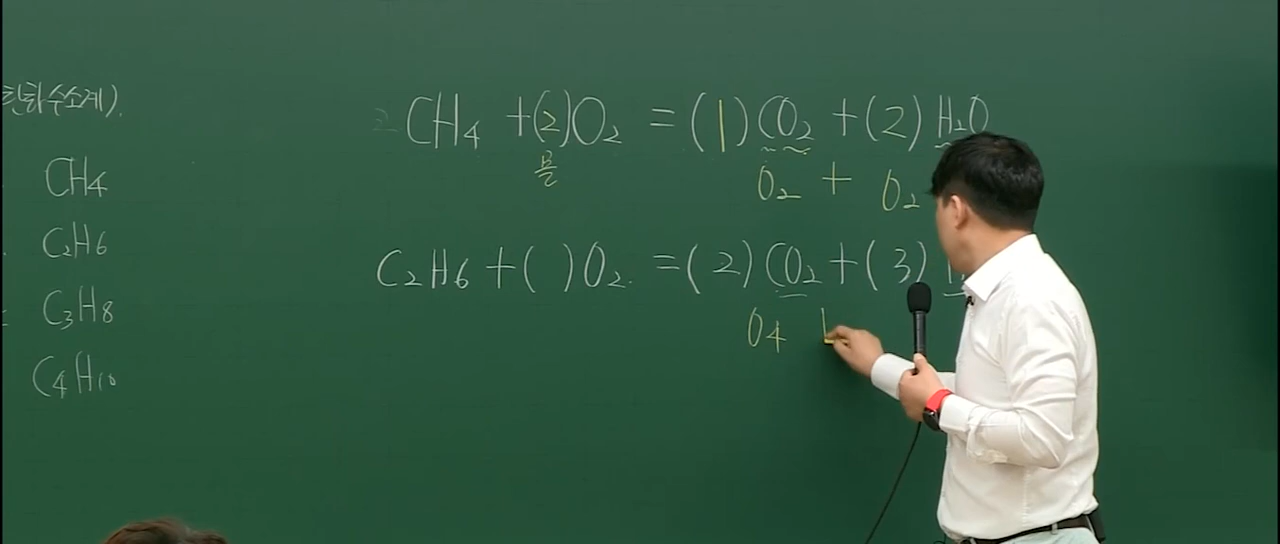 탄화수소계).
CH4
C2H6
C3H8
C4H10
CH4 +(2)O2 = (1)CO2 +(2) H2O
몰
O2 + O2
C2H6 +( )O2. =(2)CO2+(3)
O4